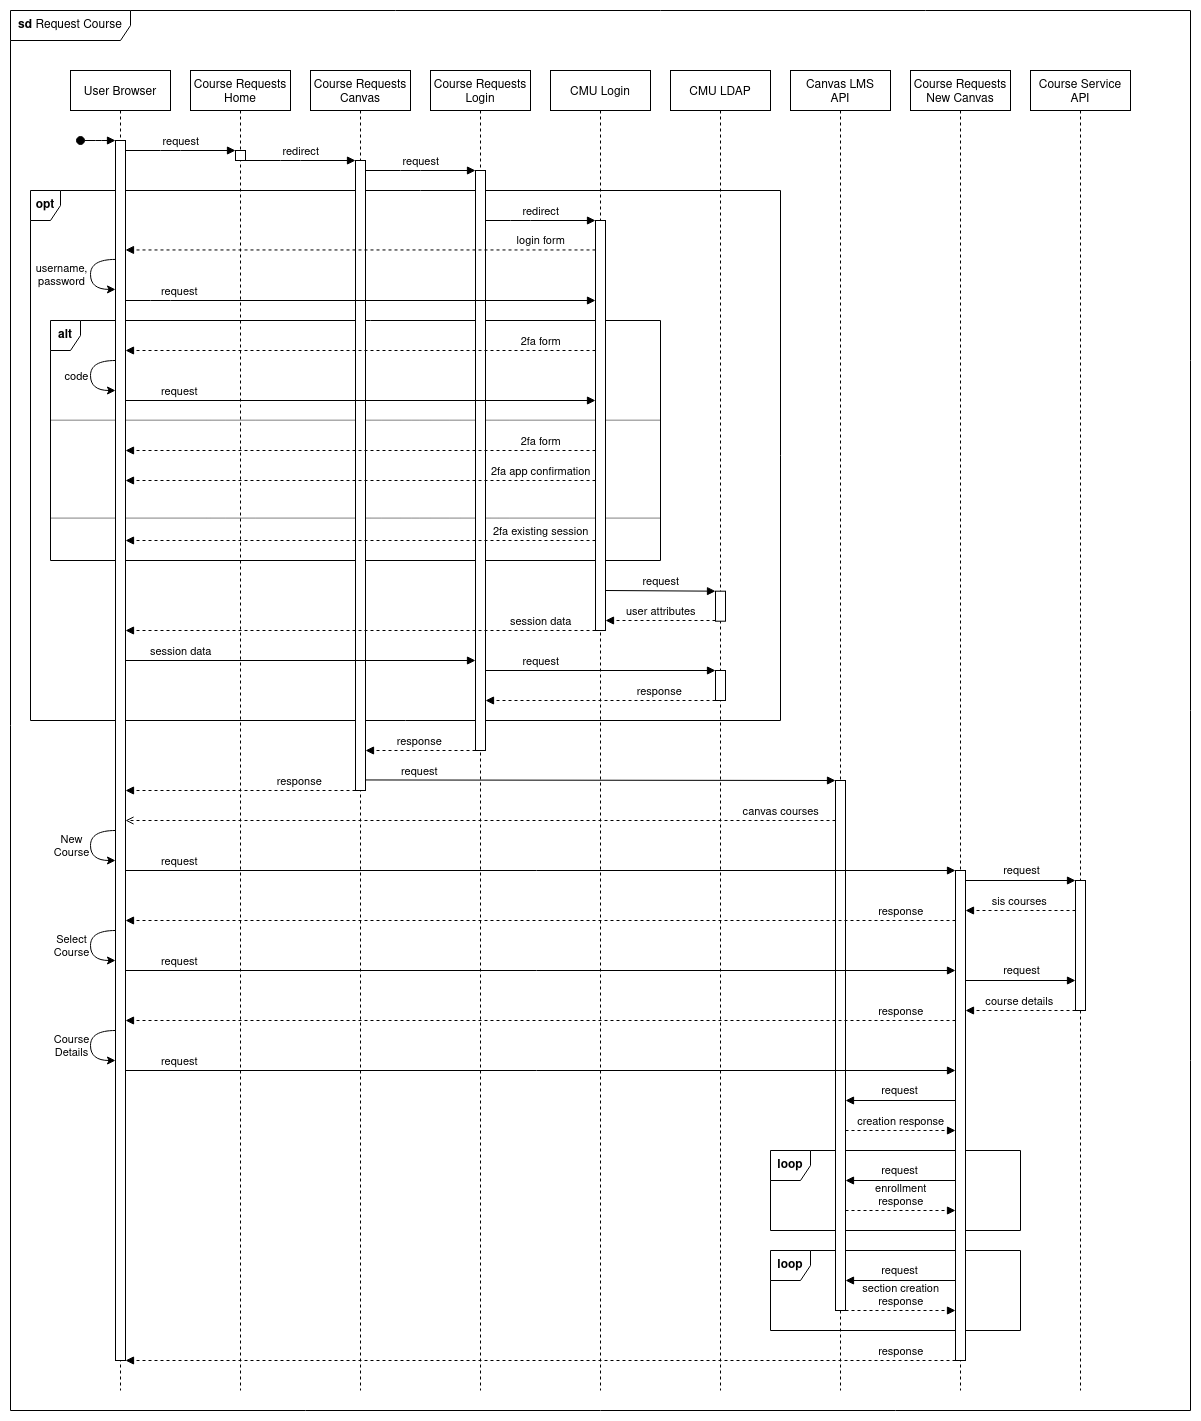 sd Request Course
User Browser
Course Requests
Home
Course Requests
Canvas
Course Requests
Login
CMU Login
CMU LDAP
Canvas LMS
API
Course Requests
New Canvas
Course Service
API
request
redirect
request
opt
redirect
login form
username,
password
request
alt
2fa form
code
request
2fa form
2fa app confirmation
2fa existing session
request
user attributes
session data
session data
request
response
response
request
response
canvas courses
New
Course
request
request
sis courses
response
Select
Course
request
request
course details
response
Course
Details
request
request
creation response
loop
request
enrollment
response
loop
request
section creation
response
response